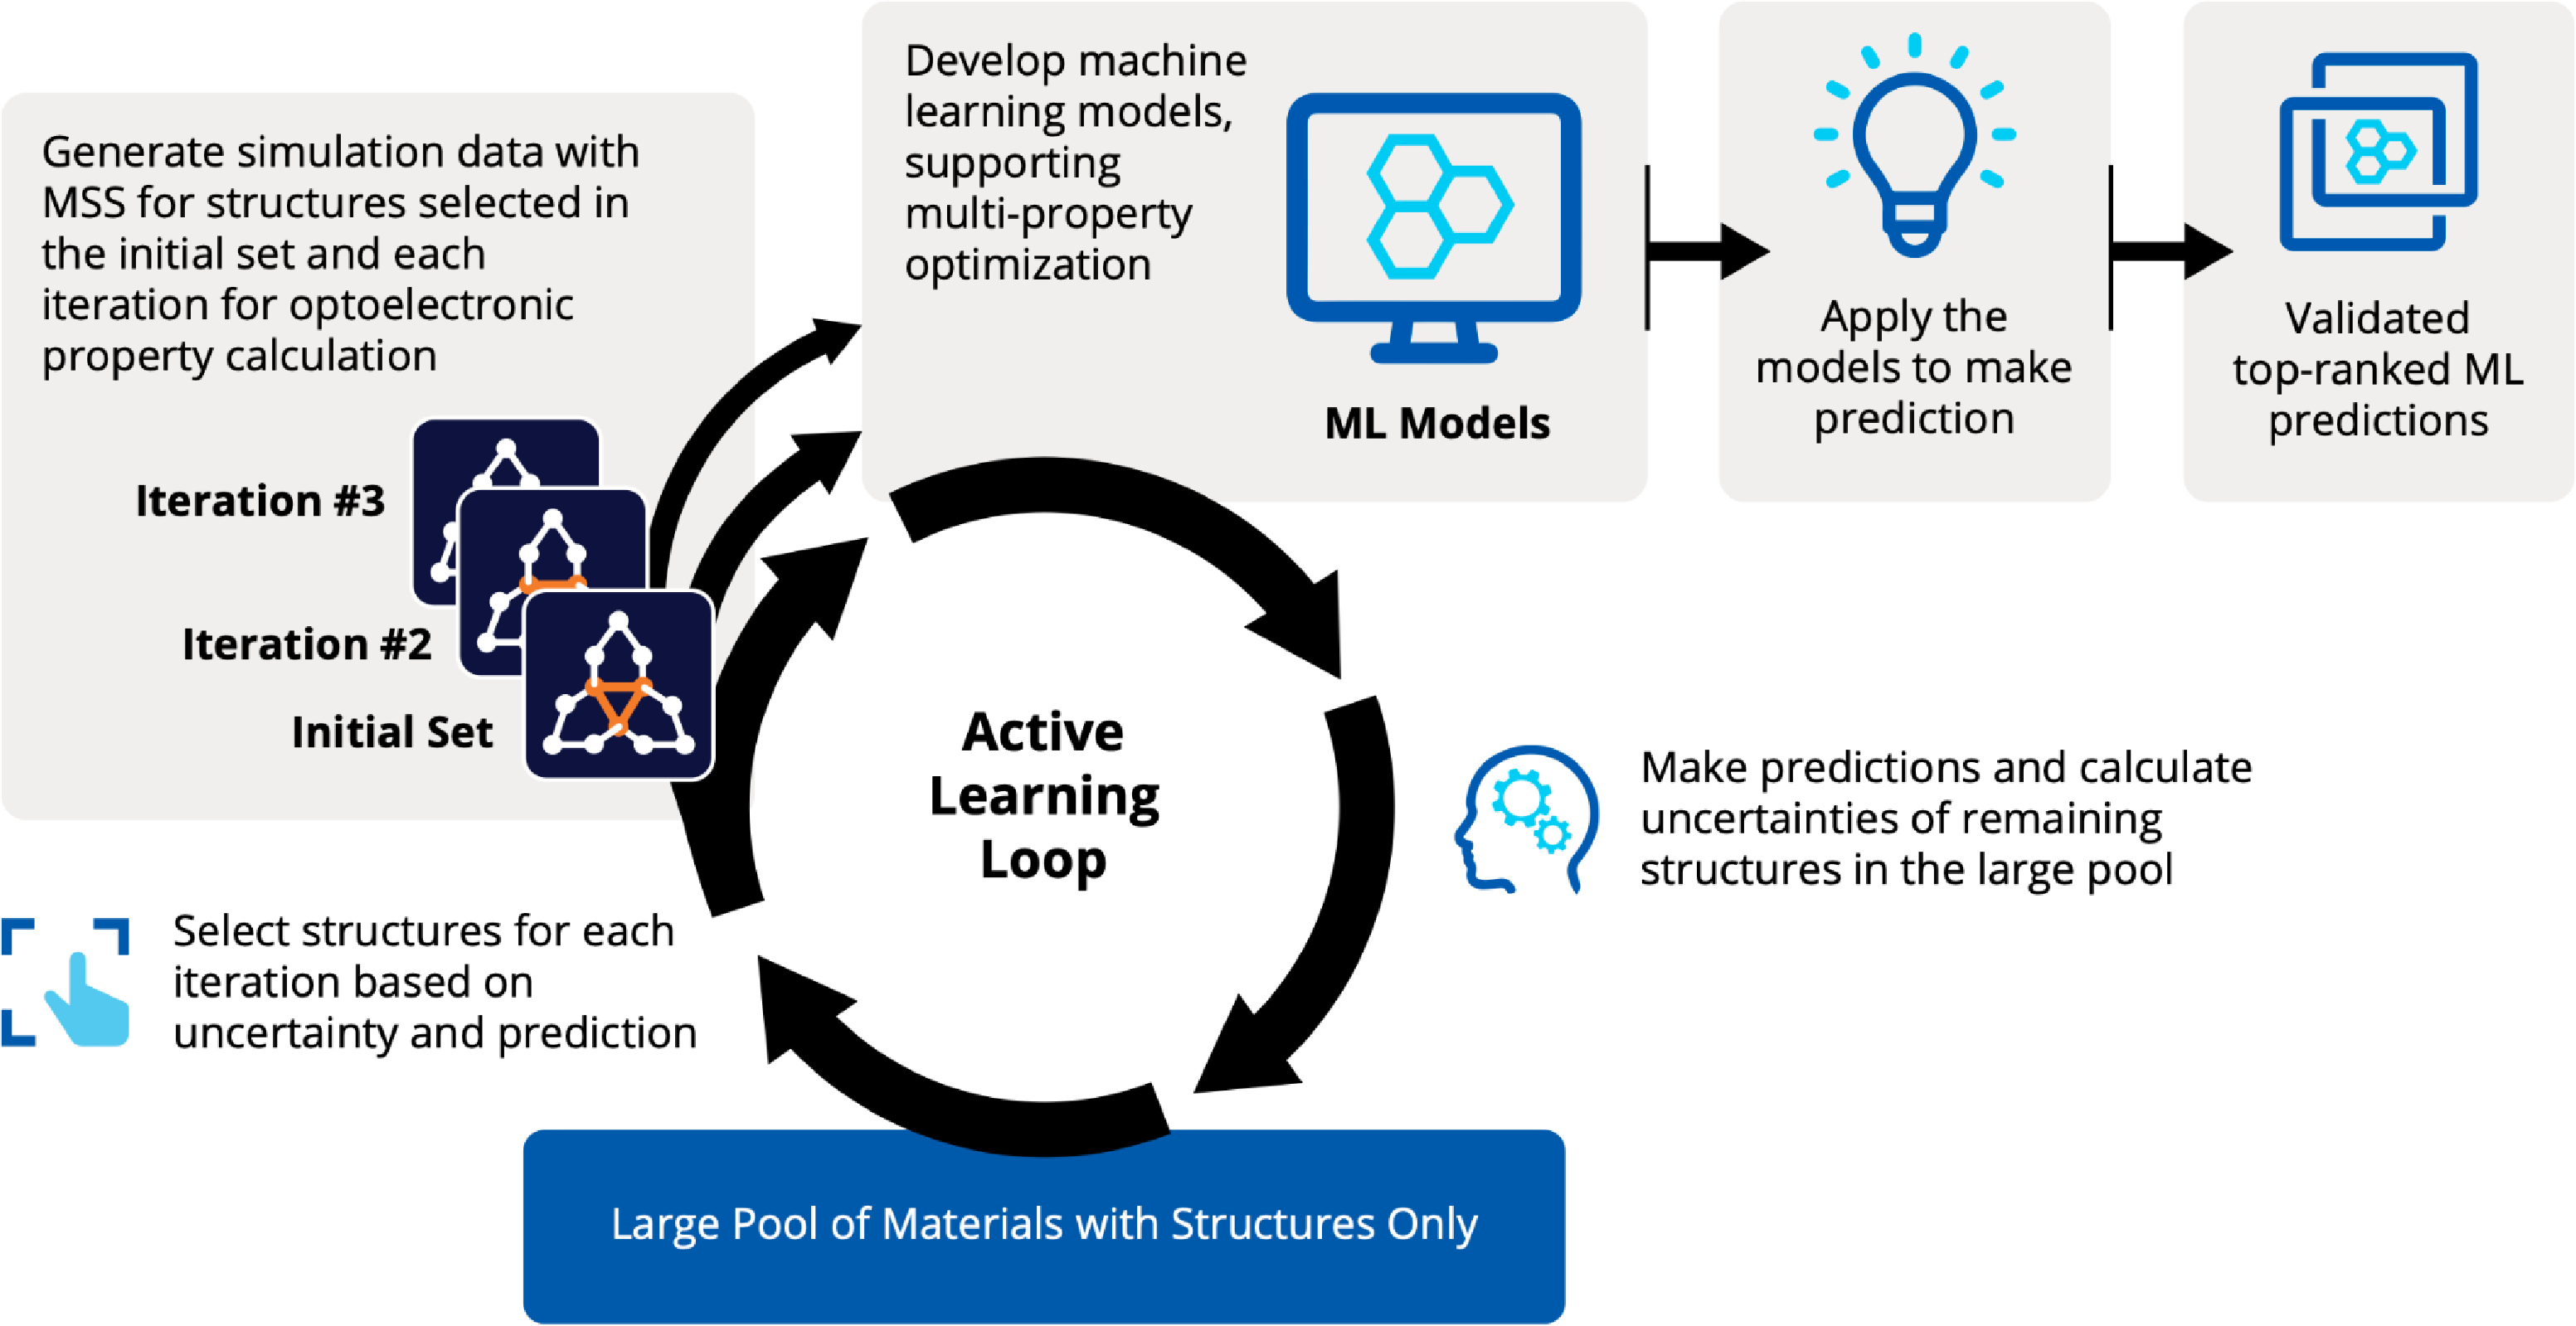 Generate simulation data with
MSS for structures selected in
the initial set and each
iteration for optoelectronic
property calculation
Iteration #3
Iteration #2
Initial Set
Develop machine
learning models,
supporting
multi-property
optimization
ML Models
Apply the
models to make
prediction
Validated
top-ranked ML
predictions
Active
Learning
Loop
Make predictions and calculate
uncertainties of remaining
structures in the large pool
Select structures for each
iteration based on
uncertainty and prediction
Large Pool of Materials with Structures Only